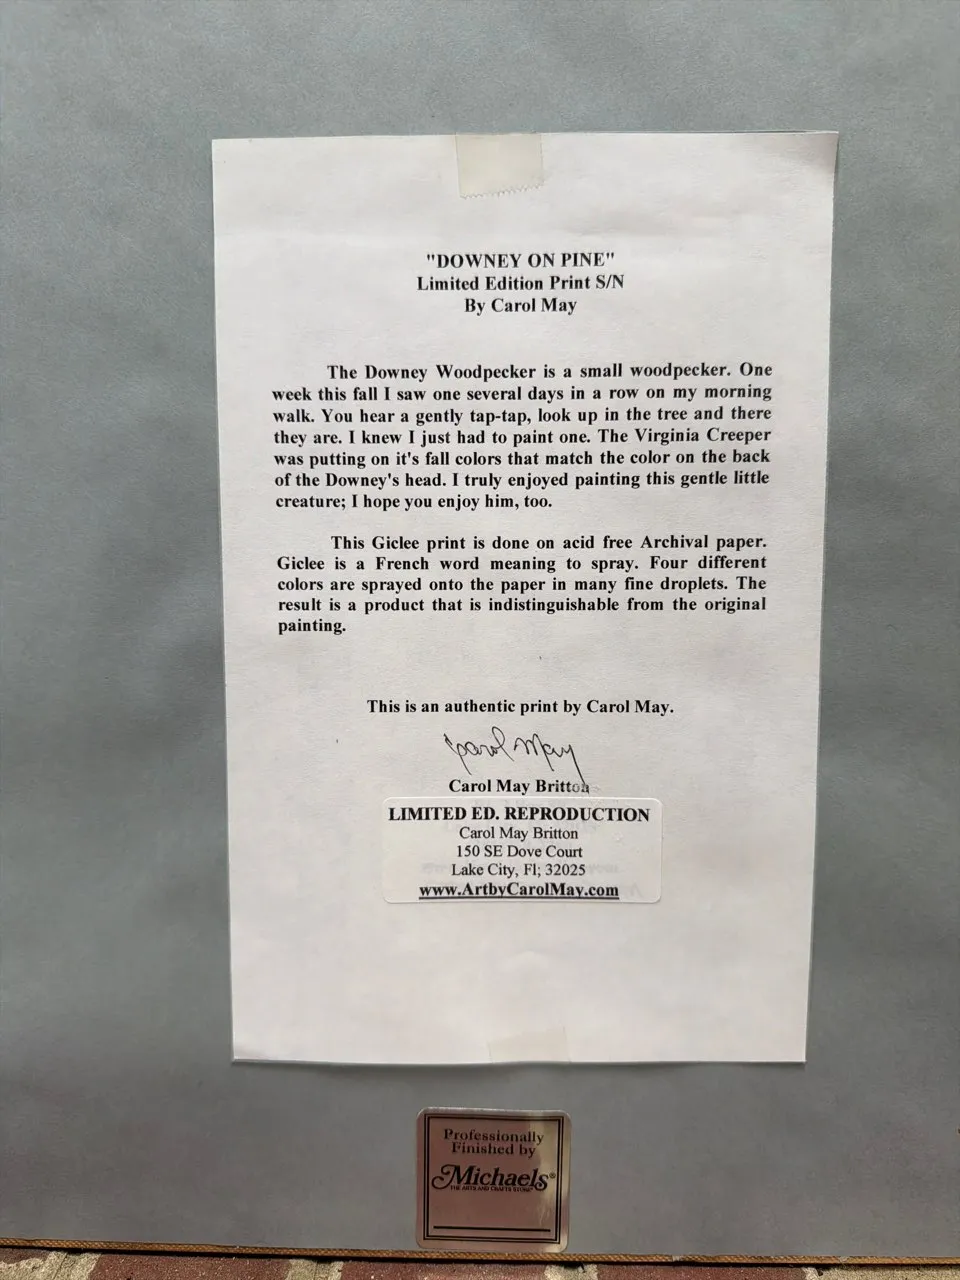 "DOWNEY ON PINE"
Limited Edition Print S/N
By Carol May
The Downey Woodpecker is a small woodpecker. One
week this fall I saw one several days in a row on my morning
walk. You hear a gently tap-tap, look up in the tree and there
they are. I knew I just had to paint one. The Virginia Creeper
was putting on it's fall colors that match the color on the back
of the Downey's head. I truly enjoyed painting this gentle little
creature; I hope you enjoy him, too.
This Giclee print is done on acid free Archival paper.
Giclee is a French word meaning to spray. Four different
colors are sprayed onto the paper in many fine droplets. The
result is a product that is indistinguishable from the original
painting.
This is an authentic print by Carol May.
Carol May
Carol May Britton
LIMITED ED. REPRODUCTION
Carol May Britton
150 SE Dove Court
Lake City, Fl; 32025
www.ArtbyCarolMay.com
Professionally
Finished by
Michaels®
THE ARTS AND CRAFTS STORE